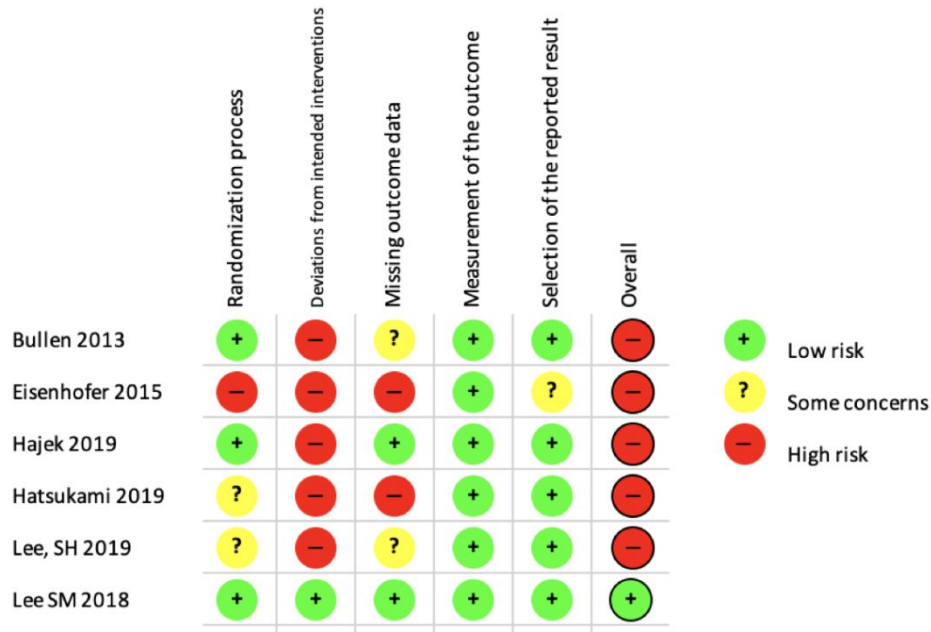 Randomization process
Deviations from intended interventions
Missing outcome data
Measurement of the outcome
Selection of the reported result
Overall
Bullen 2013 + − ? + + −
Eisenhofer 2015 − − − + ? −
Hajek 2019 + − + + + −
Hatsukami 2019 ? − − + + −
Lee, SH 2019 ? − ? + + −
Lee SM 2018 + + + + + +
+ Low risk
? Some concerns
− High risk